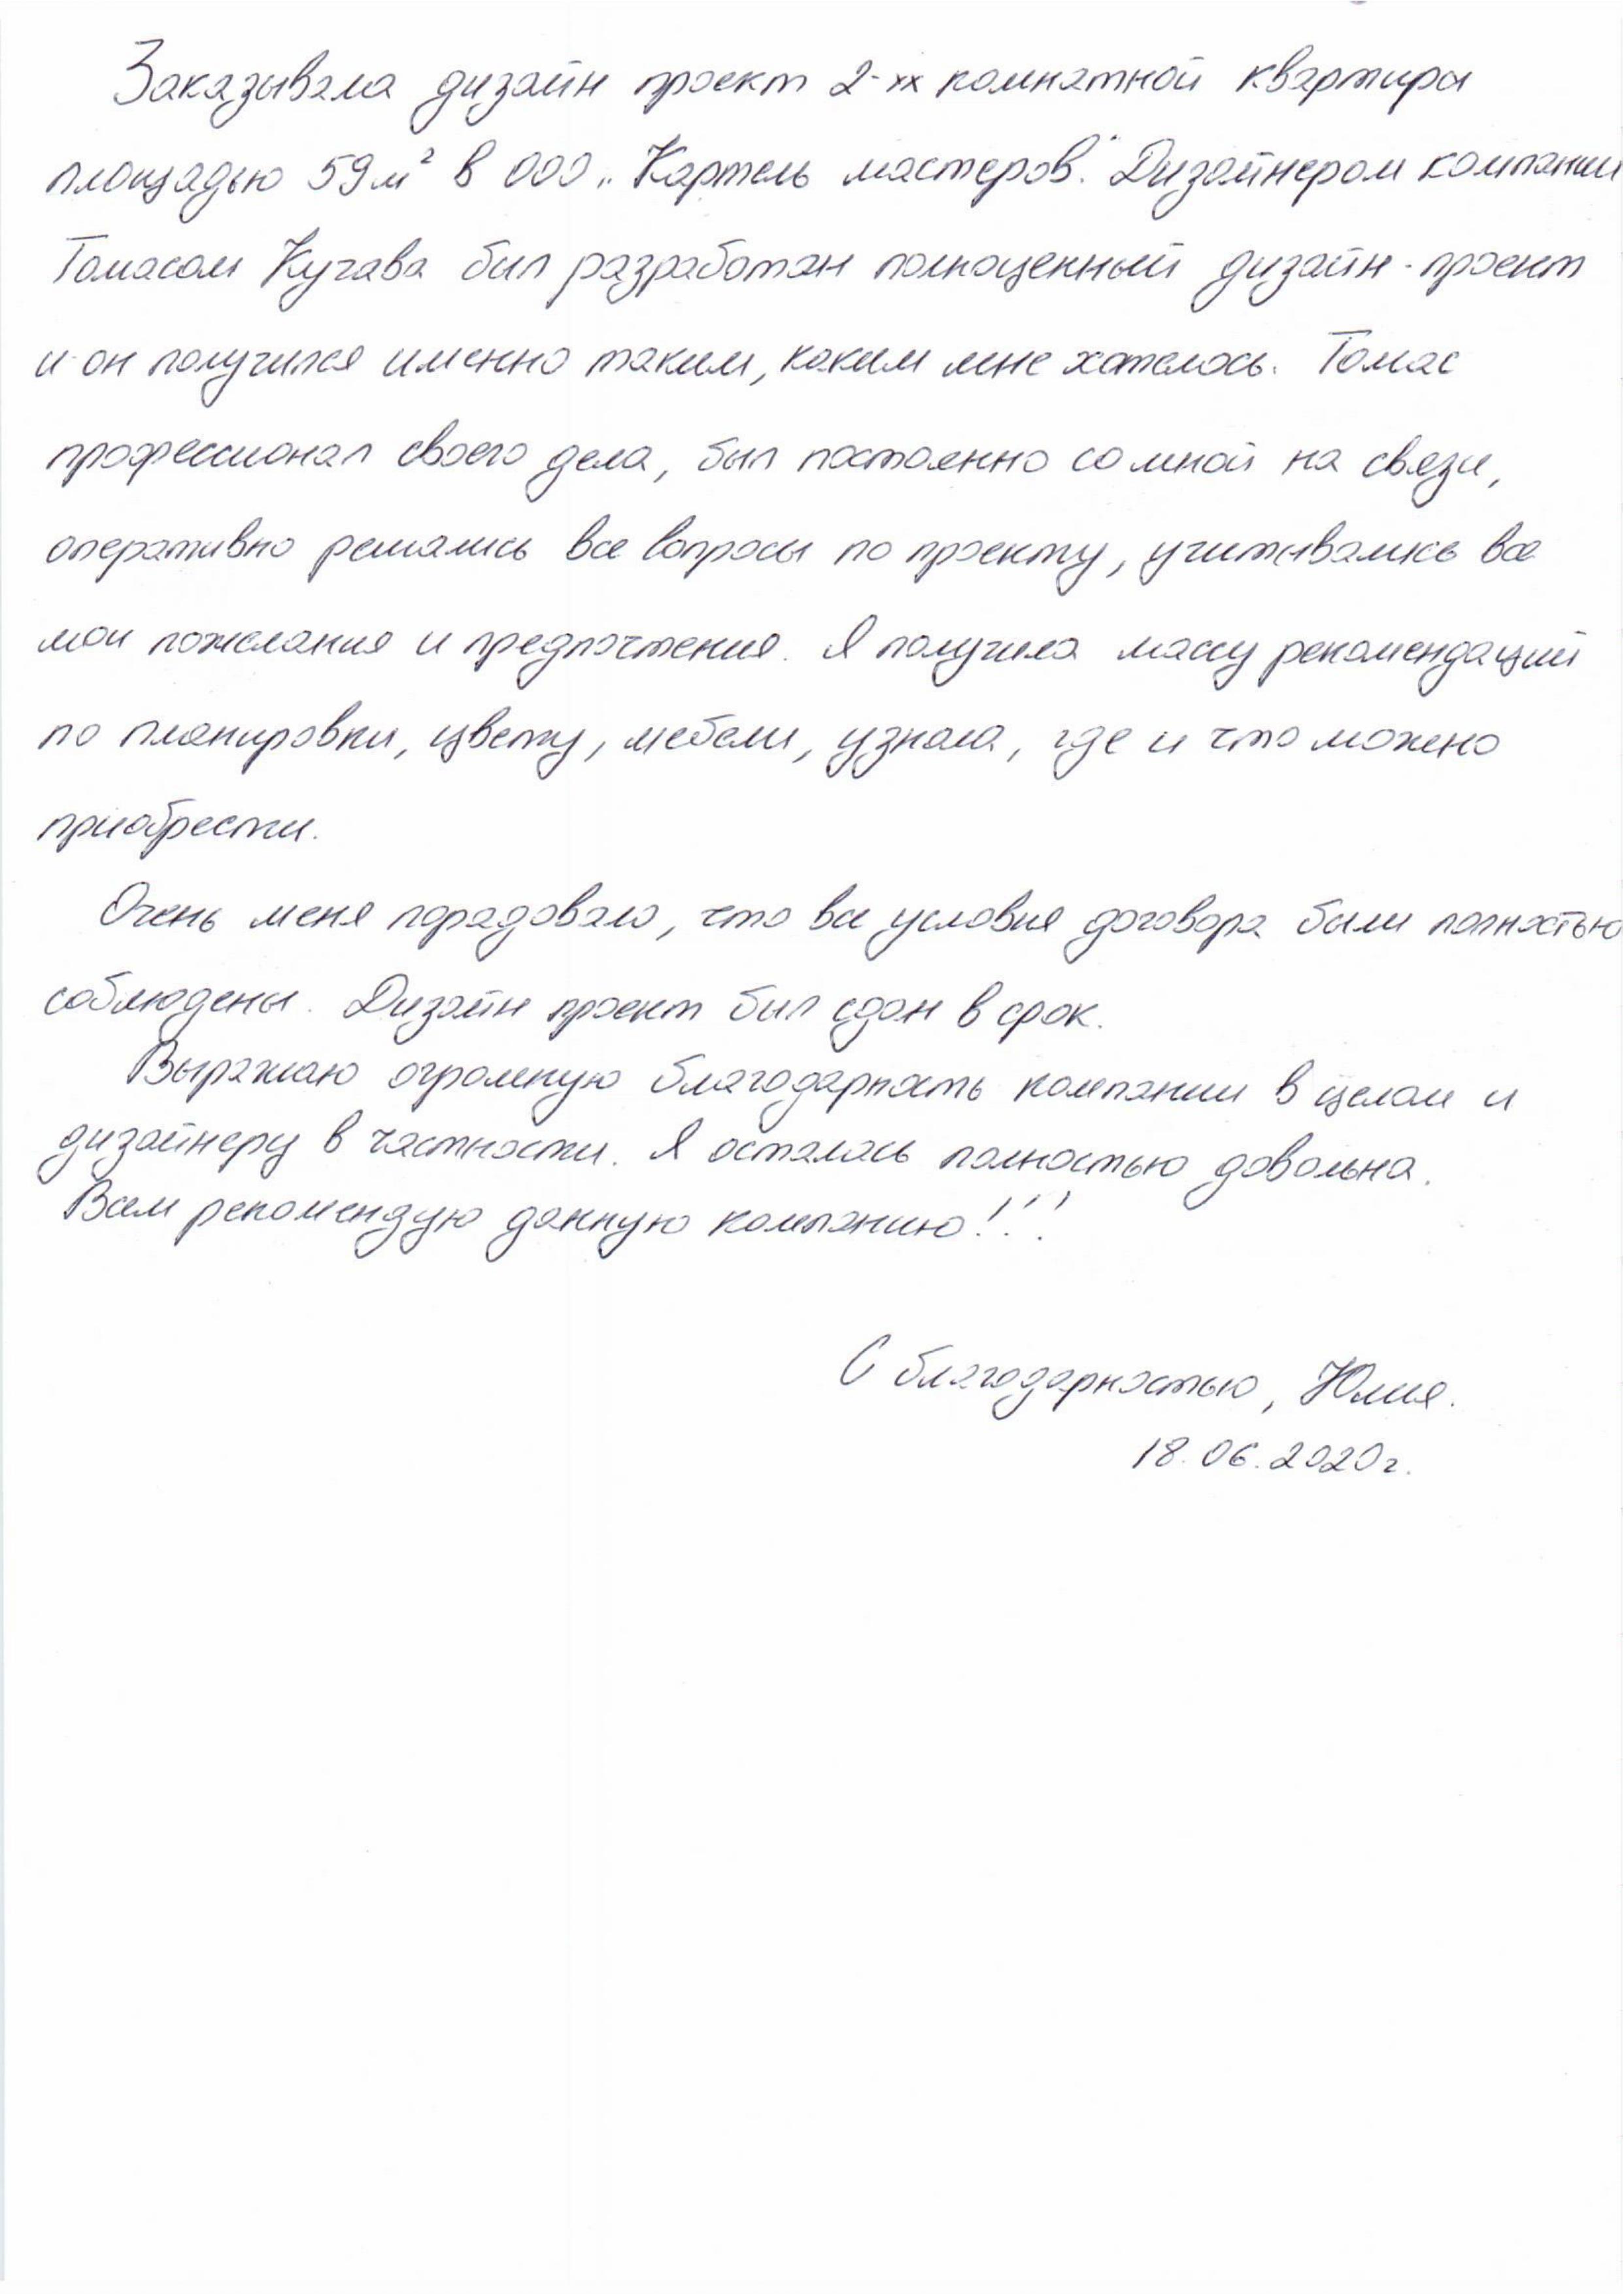 Заказывала дизайн проект 2-хх комнатной квартиры
площадью 59 м² в ООО „Картель мастеров". Дизайнером компании
Томасом Кучава был разработан полноценный дизайн-проект
и он получился именно таким, каким мне хотелось. Томас
профессионал своего дела, был постоянно со мной на связи,
оперативно решались все вопросы по проекту, учитывались все
мои пожелания и предпочтения. Я получила массу рекомендаций
по планировки, цвету, мебели, узнала, где и что можно
приобрести.
Очень меня порадовало, что все условия договора были полностью
соблюдены. Дизайн проект был сдан в срок.
Выражаю огромную благодарность компании в целом и
дизайнеру в частности. Я осталась полностью довольна.
Всем рекомендую данную компанию!!!
С благодарностью, Юлия.
18.06.2020г.